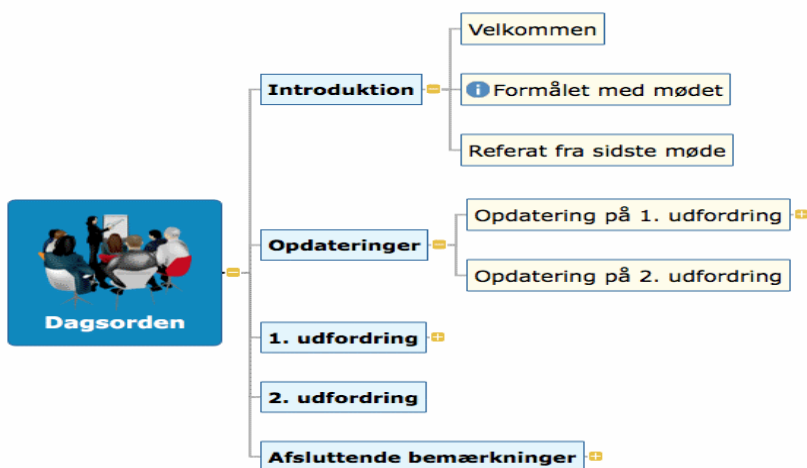 Dagsorden
Introduktion
Velkommen
Formålet med mødet
Referat fra sidste møde
Opdateringer
Opdatering på 1. udfordring
Opdatering på 2. udfordring
1. udfordring
2. udfordring
Afsluttende bemærkninger